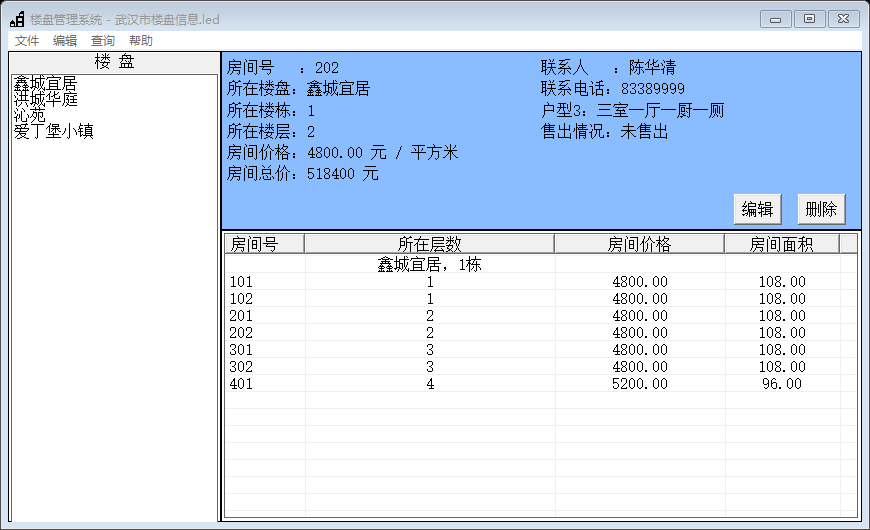 楼盘管理系统 - 武汉市楼盘信息.led
文件 编辑 查询 帮助
楼 盘
鑫城宜居
洪城华庭
沁苑
爱丁堡小镇
房间号 : 202
所在楼盘: 鑫城宜居
所在楼栋: 1
所在楼层: 2
房间价格: 4800.00 元 / 平方米
房间总价: 518400 元
联系人 : 陈华清
联系电话: 83389999
户型3: 三室一厅一厨一厕
售出情况: 未售出
编辑 删除
房间号 所在层数 房间价格 房间面积
鑫城宜居, 1栋
101 1 4800.00 108.00
102 1 4800.00 108.00
201 2 4800.00 108.00
202 2 4800.00 108.00
301 3 4800.00 108.00
302 3 4800.00 108.00
401 4 5200.00 96.00